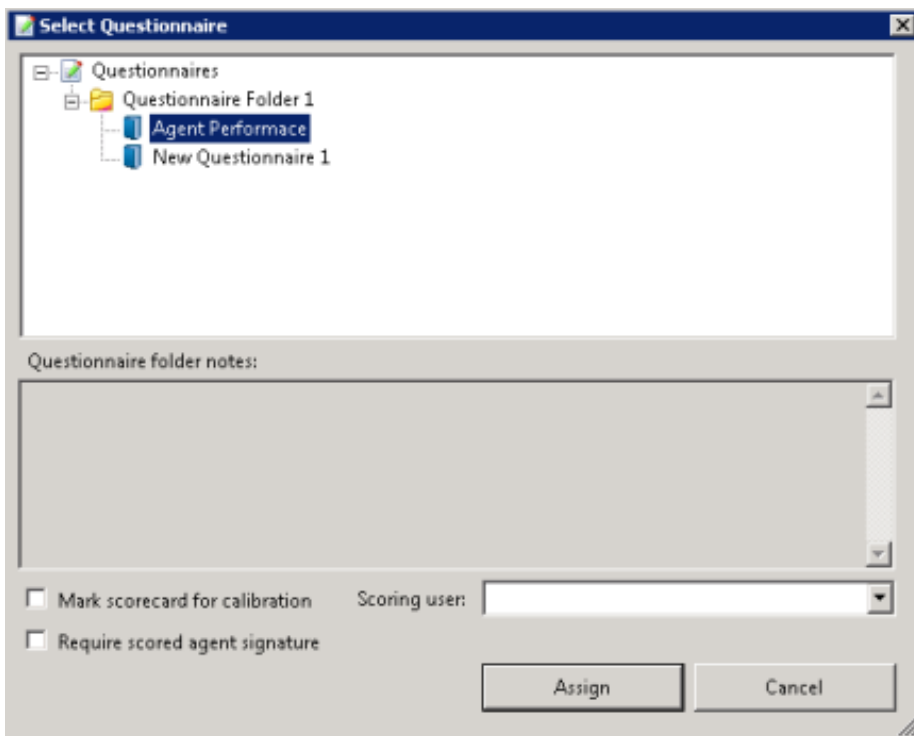 Select Questionnaire
Questionnaires
Questionnaire Folder 1
Agent Performace
New Questionnaire 1
Questionnaire folder notes:
Mark scorecard for calibration Scoring user:
Require scored agent signature
Assign Cancel